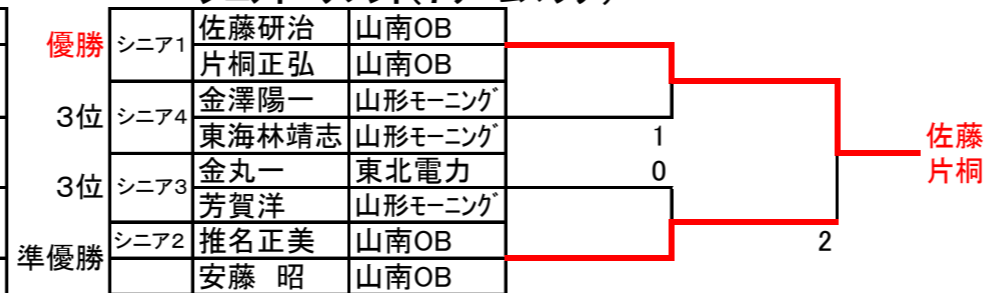 優勝 シニア1 佐藤研治 山南OB
片桐正弘 山南OB
3位 シニア4 金澤陽一 山形モーニング
東海林靖志 山形モーニング 1
3位 シニア3 金丸一 東北電力 0
芳賀洋 山形モーニング
準優勝 シニア2 推名正美 山南OB 2
安藤 昭 山南OB
佐藤
片桐